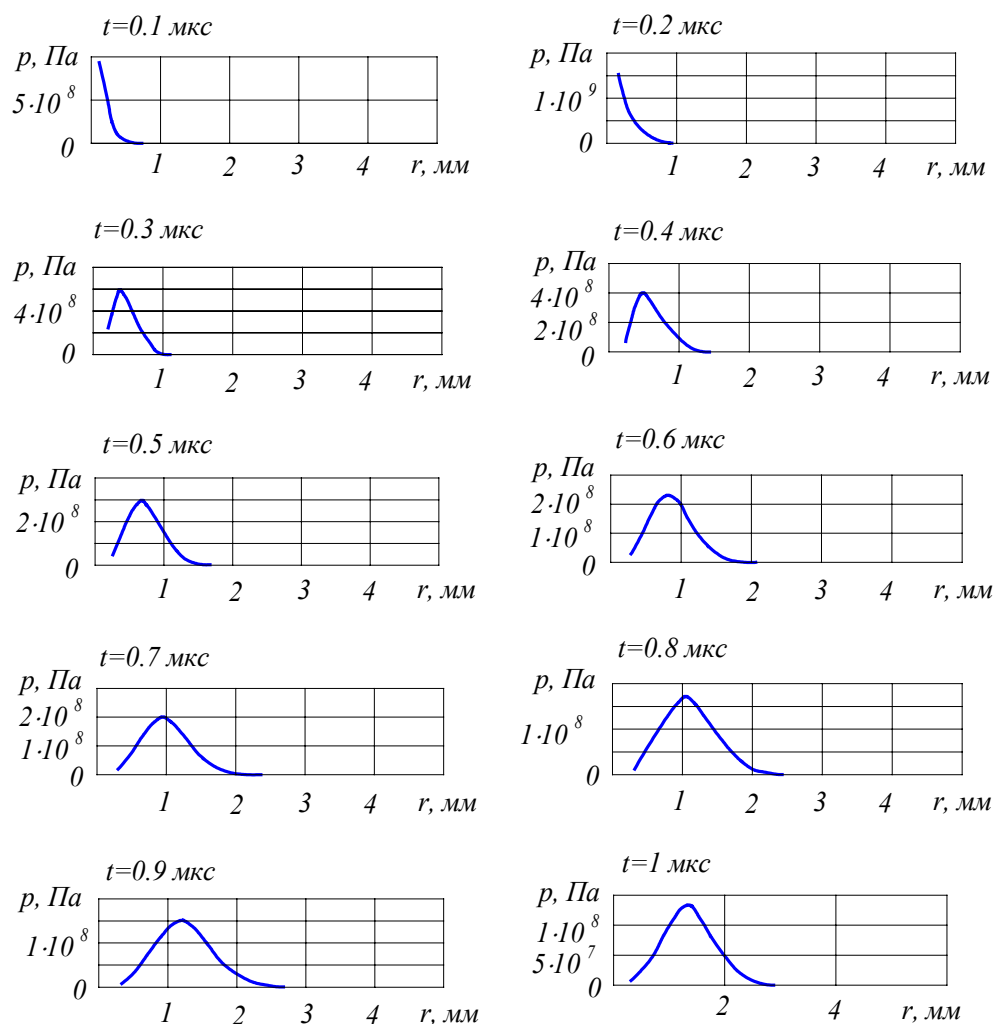 t=0.1 мкс
p, Па
5·10⁸
0
1 2 3 4 r, мм
t=0.2 мкс
p, Па
1·10⁹
0
1 2 3 4 r, мм
t=0.3 мкс
p, Па
4·10⁸
0
1 2 3 4 r, мм
t=0.4 мкс
p, Па
4·10⁸
2·10⁸
0
1 2 3 4 r, мм
t=0.5 мкс
p, Па
2·10⁸
0
1 2 3 4 r, мм
t=0.6 мкс
p, Па
2·10⁸
1·10⁸
0
1 2 3 4 r, мм
t=0.7 мкс
p, Па
2·10⁸
1·10⁸
0
1 2 3 4 r, мм
t=0.8 мкс
p, Па
1·10⁸
0
1 2 3 4 r, мм
t=0.9 мкс
p, Па
1·10⁸
0
1 2 3 4 r, мм
t=1 мкс
p, Па
1·10⁸
5·10⁷
0
2 4 r, мм